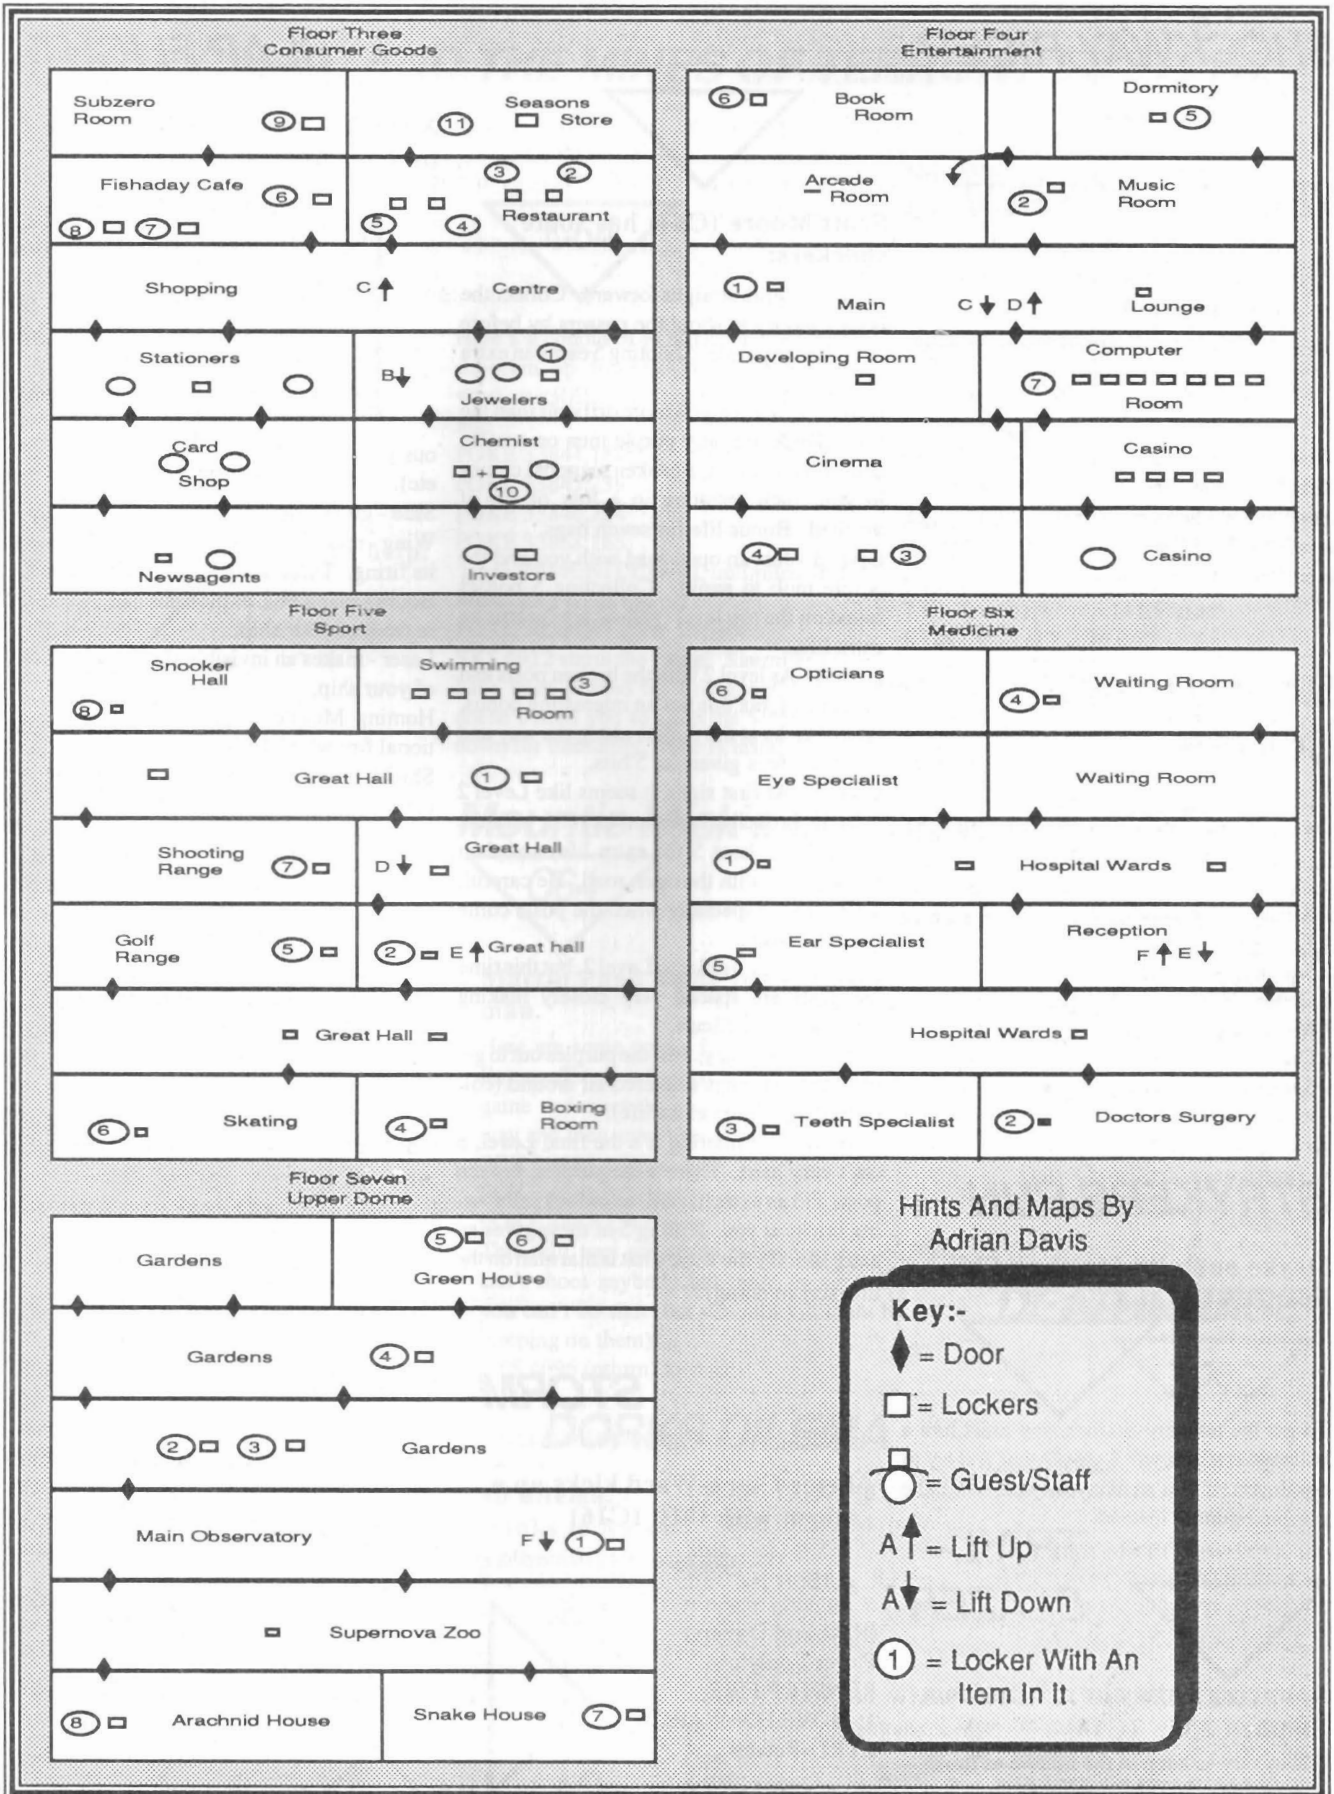 Floor Three
Consumer Goods
Subzero
Room
9
11
Seasons
Store
Fishaday Cafe
6
8
7
3
2
5
4
Restaurant
Shopping
C
Centre
Stationers
B
1
Jewelers
Card
Shop
Chemist
+
10
Newsagents
Investors
Floor Four
Entertainment
6
Book
Room
Dormitory
5
Arcade
Room
2
Music
Room
1
Main
C
D
Lounge
Developing Room
Computer
7
Room
Cinema
Casino
4
3
Casino
Floor Five
Sport
Snooker
Hall
8
Swimming
3
Room
Great Hall
1
Shooting
Range
7
D
Great Hall
Golf
Range
5
2
E
Great hall
Great Hall
6
Skating
4
Boxing
Room
Floor Six
Medicine
6
Opticians
4
Waiting Room
Eye Specialist
Waiting Room
1
Hospital Wards
5
Ear Specialist
Reception
F
E
Hospital Wards
3
Teeth Specialist
2
Doctors Surgery
Floor Seven
Upper Dome
Gardens
5
6
Green House
Gardens
4
2
3
Gardens
Main Observatory
F
1
Supernova Zoo
8
Arachnid House
Snake House
7
Hints And Maps By
Adrian Davis
Key:-
= Door
= Lockers
= Guest/Staff
A = Lift Up
A = Lift Down
1 = Locker With An
Item In It